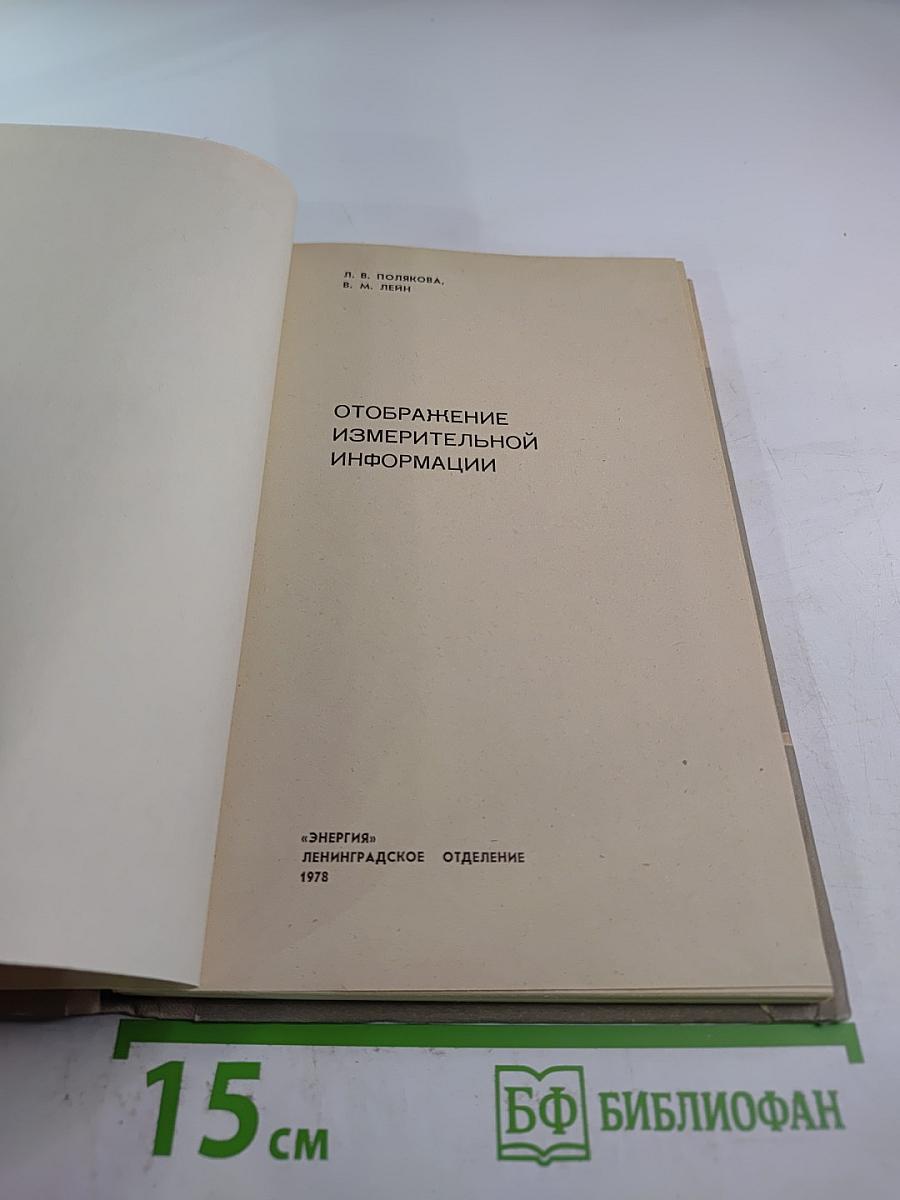 Л. В. ПОЛЯКОВА,
В. М. ЛЕЙН
ОТОБРАЖЕНИЕ
ИЗМЕРИТЕЛЬНОЙ
ИНФОРМАЦИИ
«ЭНЕРГИЯ»
ЛЕНИНГРАДСКОЕ ОТДЕЛЕНИЕ
1978
15 см
БФ БИБЛИОФАН